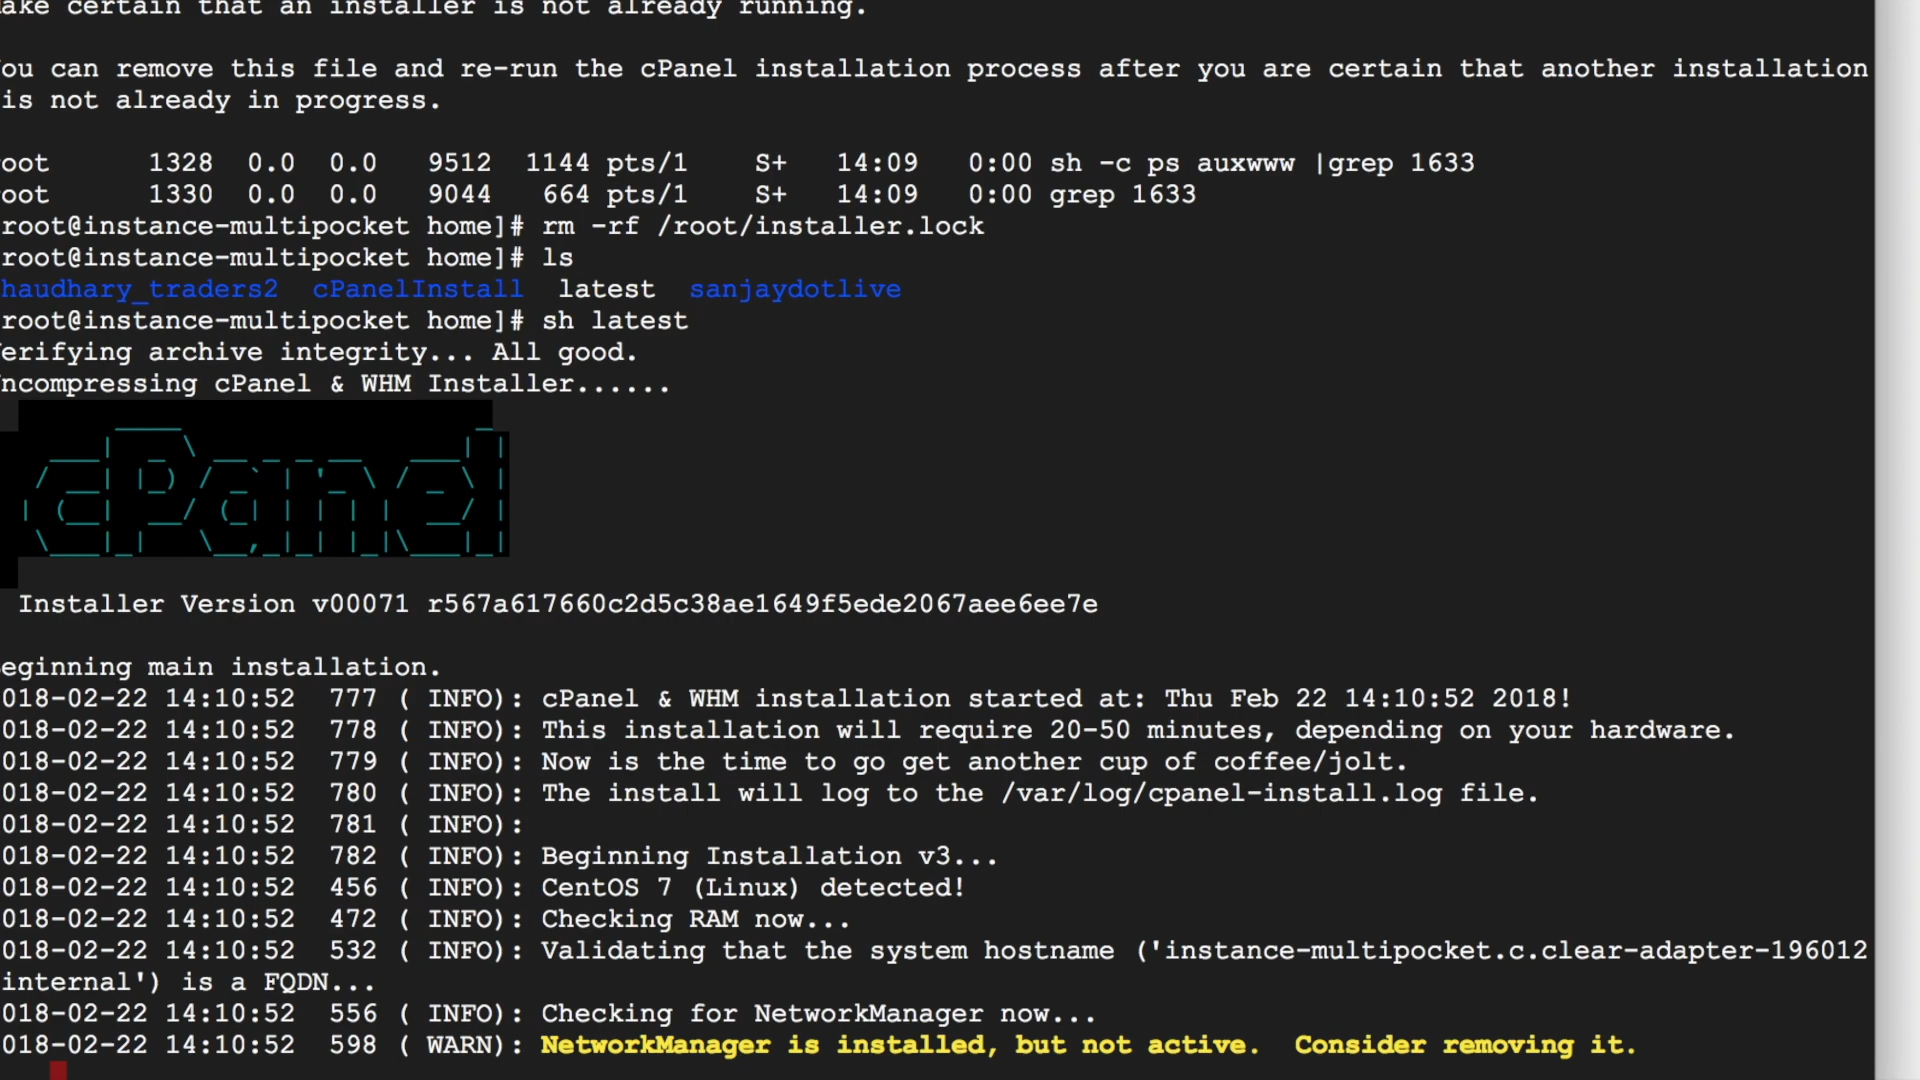 ake certain that an installer is not already running.
ou can remove this file and re-run the cPanel installation process after you are certain that another installation
is not already in progress.
oot 1328 0.0 0.0 9512 1144 pts/1 S+ 14:09 0:00 sh -c ps auxwww |grep 1633
oot 1330 0.0 0.0 9044 664 pts/1 S+ 14:09 0:00 grep 1633
root@instance-multipocket home]# rm -rf /root/installer.lock
root@instance-multipocket home]# ls
haudhary_traders2 cPanelInstall latest sanjaydotlive
root@instance-multipocket home]# sh latest
erifying archive integrity... All good.
ncompressing cPanel & WHM Installer......
cPanel
Installer Version v00071 r567a617660c2d5c38ae1649f5ede2067aee6ee7e
eginning main installation.
018-02-22 14:10:52 777 ( INFO): cPanel & WHM installation started at: Thu Feb 22 14:10:52 2018!
018-02-22 14:10:52 778 ( INFO): This installation will require 20-50 minutes, depending on your hardware.
018-02-22 14:10:52 779 ( INFO): Now is the time to go get another cup of coffee/jolt.
018-02-22 14:10:52 780 ( INFO): The install will log to the /var/log/cpanel-install.log file.
018-02-22 14:10:52 781 ( INFO):
018-02-22 14:10:52 782 ( INFO): Beginning Installation v3...
018-02-22 14:10:52 456 ( INFO): CentOS 7 (Linux) detected!
018-02-22 14:10:52 472 ( INFO): Checking RAM now...
018-02-22 14:10:52 532 ( INFO): Validating that the system hostname ('instance-multipocket.c.clear-adapter-196012
internal') is a FQDN...
018-02-22 14:10:52 556 ( INFO): Checking for NetworkManager now...
018-02-22 14:10:52 598 ( WARN): NetworkManager is installed, but not active. Consider removing it.